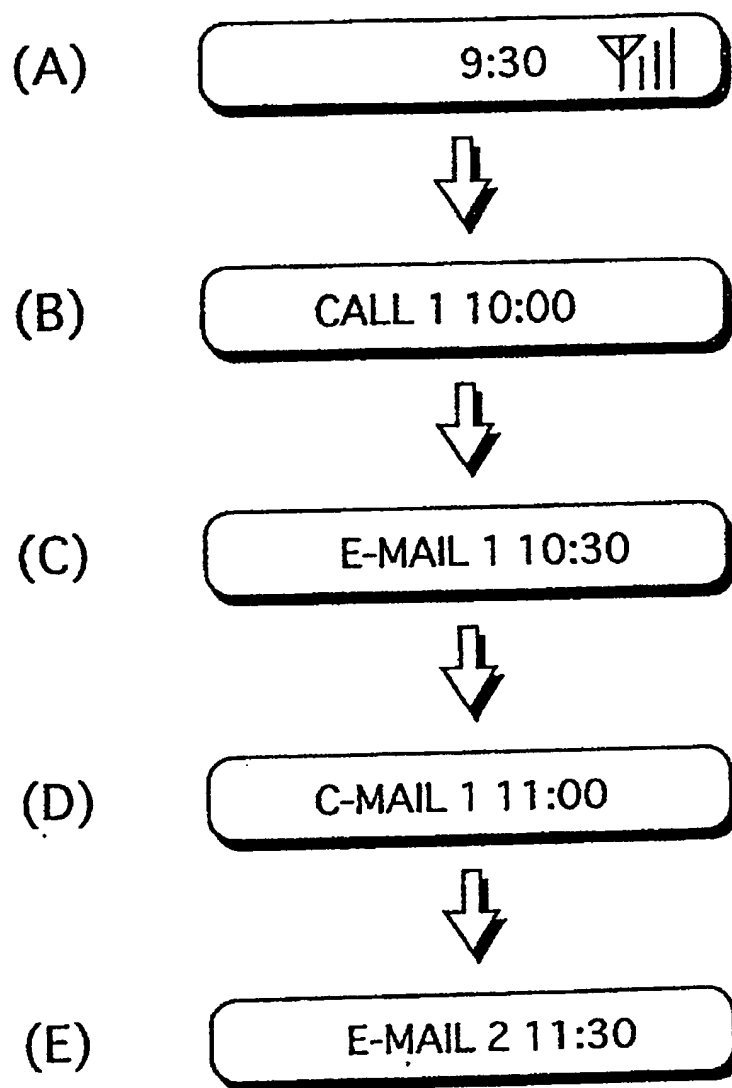 (A) 9:30
(B) CALL 1 10:00
(C) E-MAIL 1 10:30
(D) C-MAIL 1 11:00
(E) E-MAIL 2 11:30